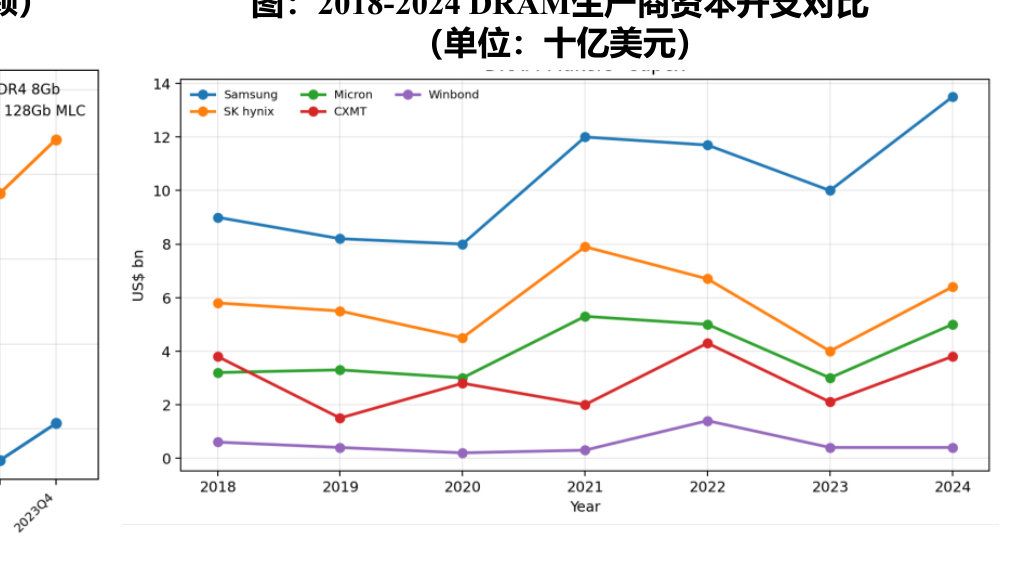 额）
图：2018-2024 DRAM生产商资本开支对比
（单位：十亿美元）
DR4 8Gb
128Gb MLC
2023Q4
Samsung
Micron
Winbond
SK hynix
CXMT
14
12
10
8
6
4
2
0
US$ bn
2018
2019
2020
2021
2022
2023
2024
Year